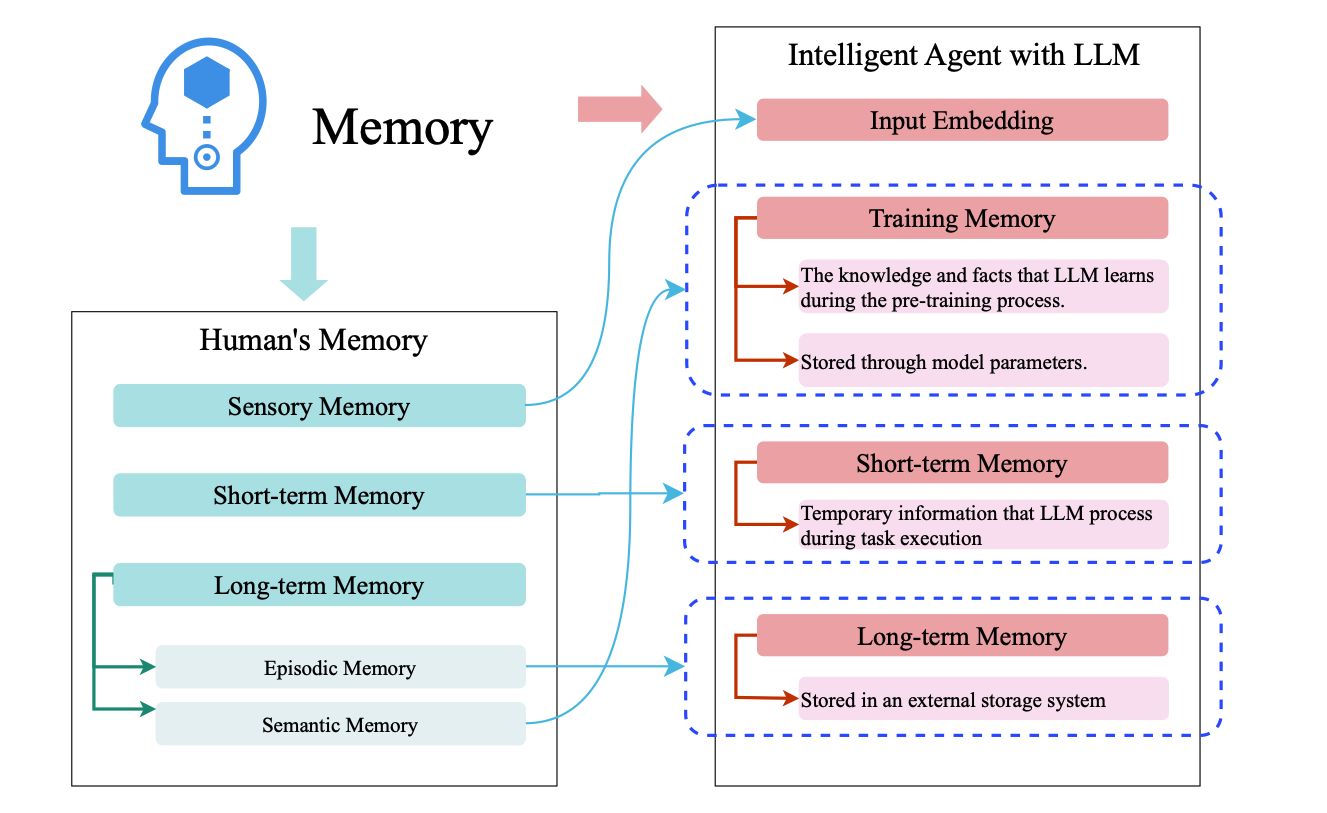 Memory
Human's Memory
Sensory Memory
Short-term Memory
Long-term Memory
Episodic Memory
Semantic Memory
Intelligent Agent with LLM
Input Embedding
Training Memory
The knowledge and facts that LLM learns
during the pre-training process.
Stored through model parameters.
Short-term Memory
Temporary information that LLM process
during task execution
Long-term Memory
Stored in an external storage system